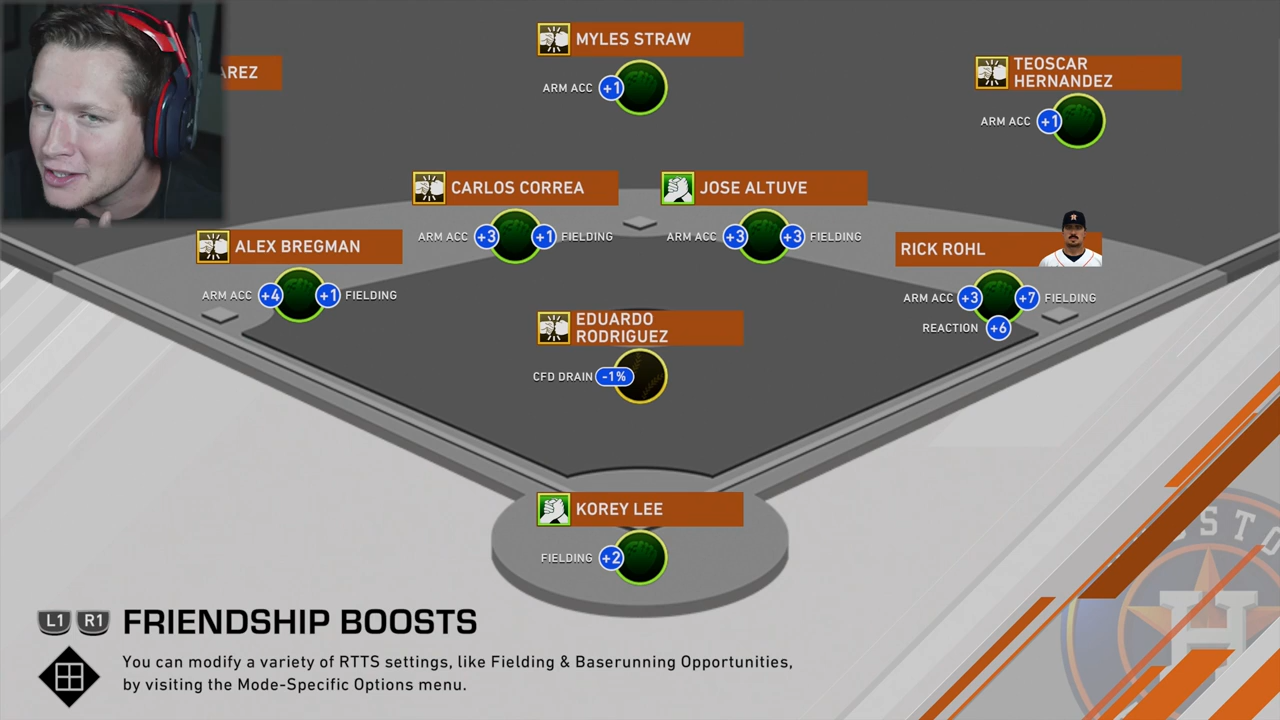 AREZ
MYLES STRAW
ARM ACC +1
TEOSCAR
HERNANDEZ
ARM ACC +1
CARLOS CORREA
ARM ACC +3 +1 FIELDING
JOSE ALTUVE
ARM ACC +3 +3 FIELDING
ALEX BREGMAN
ARM ACC +4 +1 FIELDING
RICK ROHL
ARM ACC +3 +7 FIELDING
REACTION +6
EDUARDO
RODRIGUEZ
CFD DRAIN -1%
KOREY LEE
FIELDING +2
L1 R1 FRIENDSHIP BOOSTS
You can modify a variety of RTTS settings, like Fielding & Baserunning Opportunities,
by visiting the Mode-Specific Options menu.
STO
H